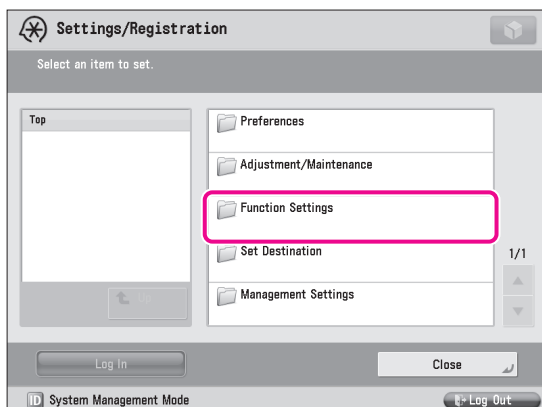 Settings/Registration
Select an item to set.
Top
Preferences
Adjustment/Maintenance
Function Settings
Set Destination
1/1
Management Settings
Up
Log In
Close
ID System Management Mode
Log Out